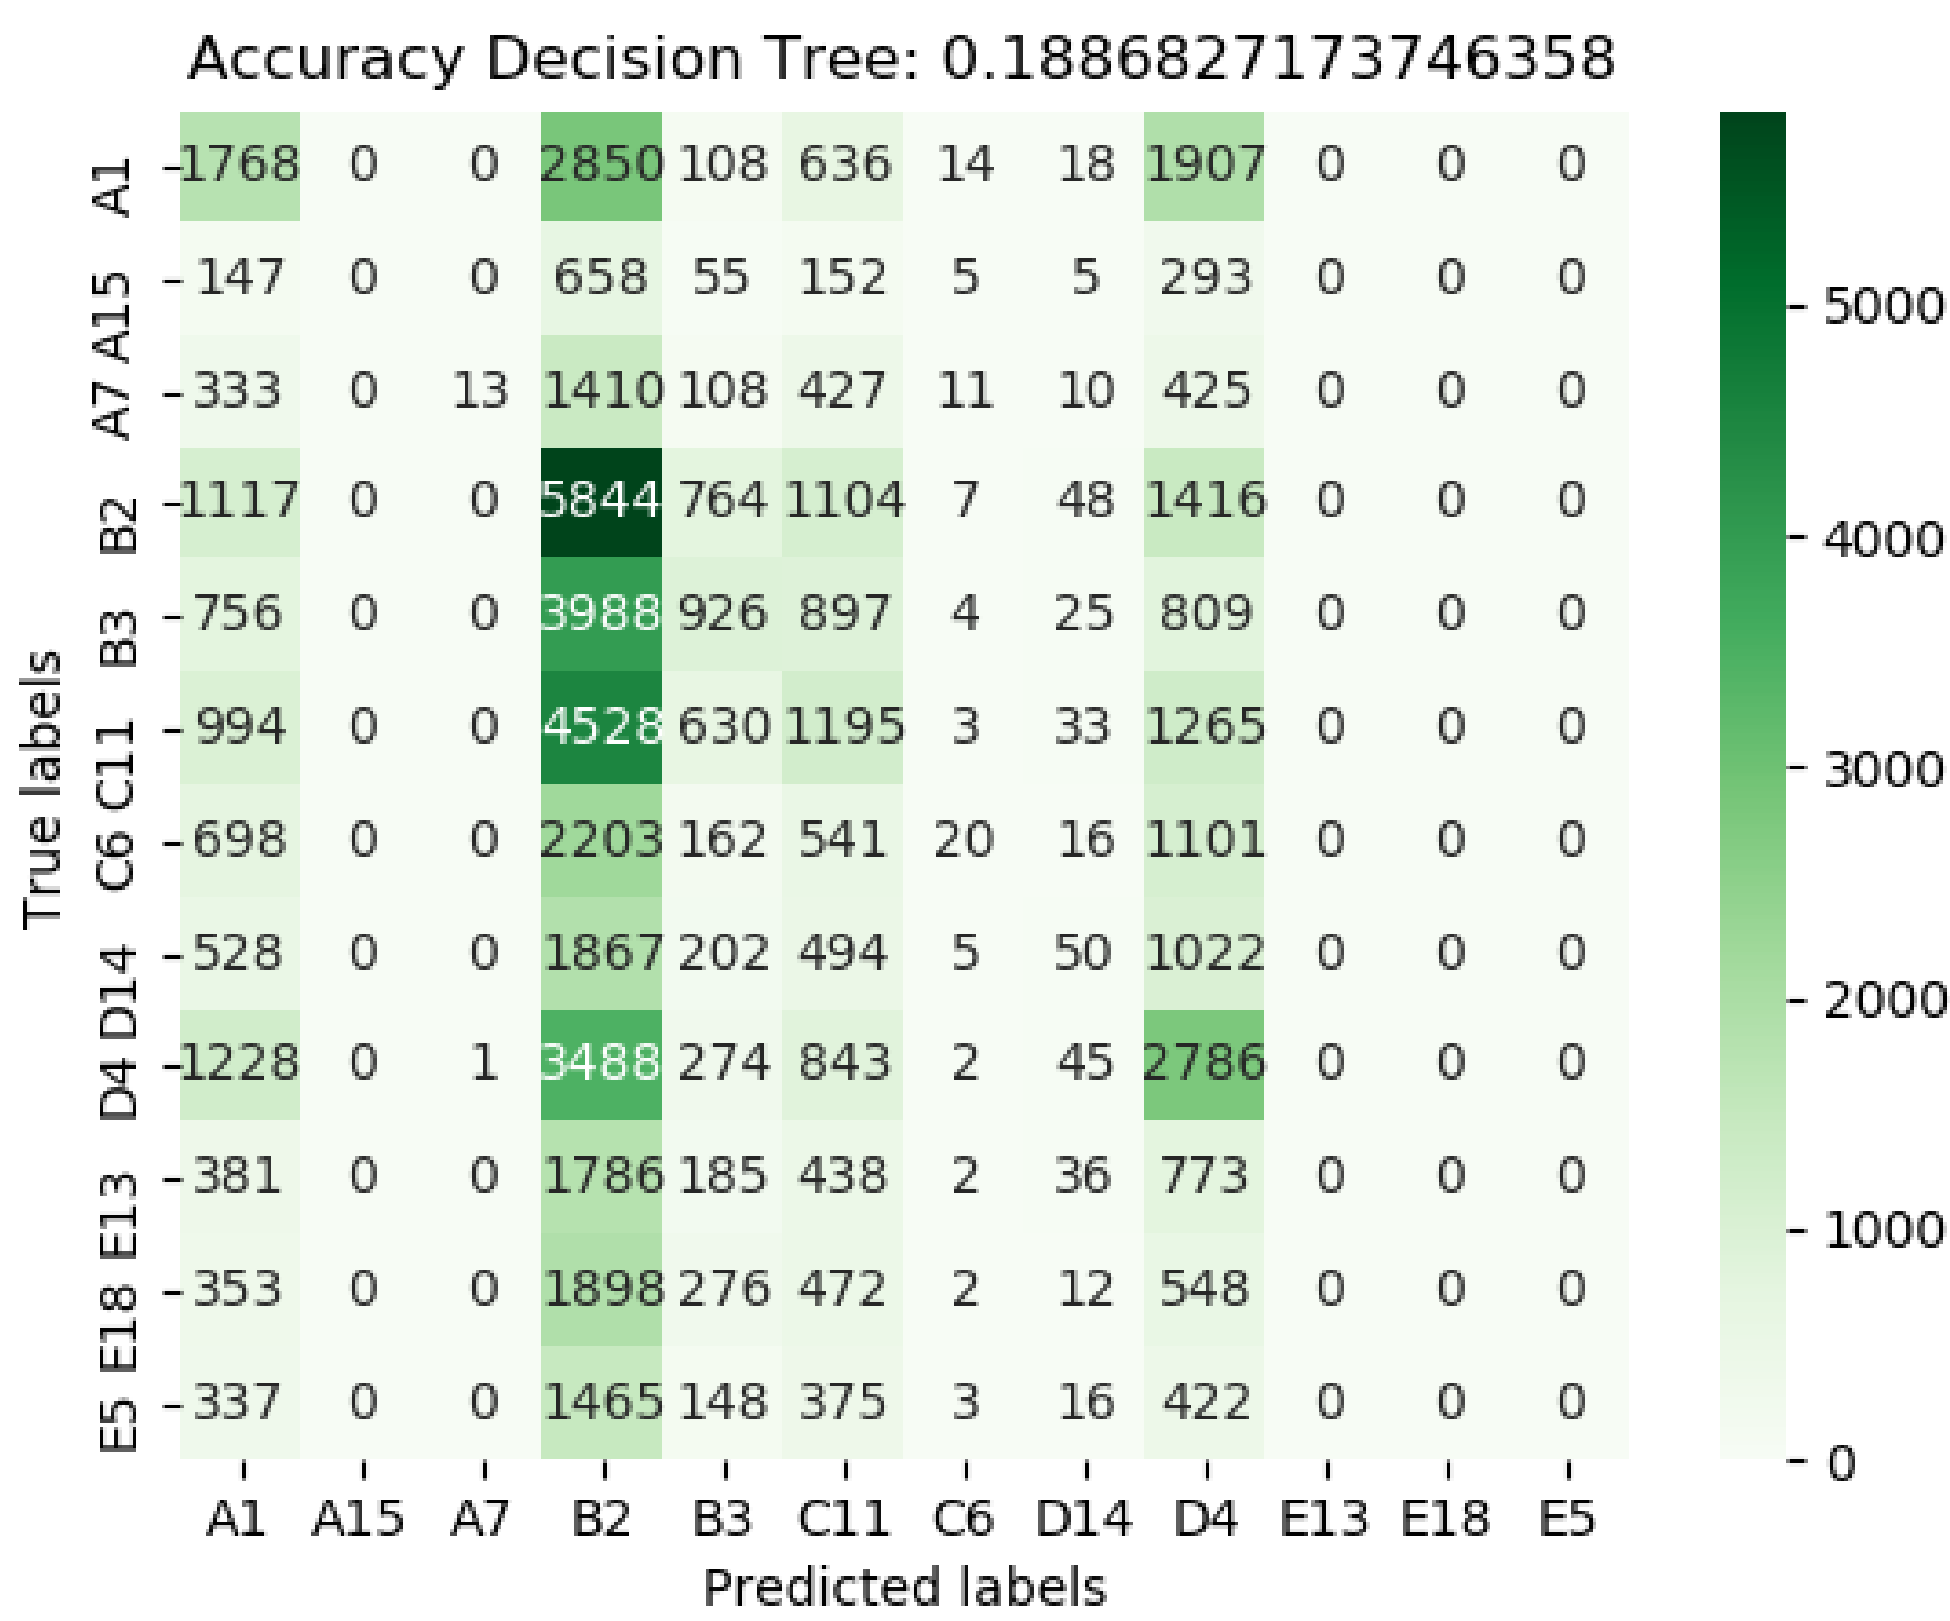 Accuracy Decision Tree: 0.1886827173746358
A1 1768 0 0 2850 108 636 14 18 1907 0 0 0
A15 147 0 0 658 55 152 5 5 293 0 0 0
A7 333 0 13 1410 108 427 11 10 425 0 0 0
B2 1117 0 0 5844 764 1104 7 48 1416 0 0 0
B3 756 0 0 3988 926 897 4 25 809 0 0 0
C11 994 0 0 4528 630 1195 3 33 1265 0 0 0
C6 698 0 0 2203 162 541 20 16 1101 0 0 0
D14 528 0 0 1867 202 494 5 50 1022 0 0 0
D4 1228 0 1 3488 274 843 2 45 2786 0 0 0
E13 381 0 0 1786 185 438 2 36 773 0 0 0
E18 353 0 0 1898 276 472 2 12 548 0 0 0
E5 337 0 0 1465 148 375 3 16 422 0 0 0
A1 A15 A7 B2 B3 C11 C6 D14 D4 E13 E18 E5
Predicted labels
True labels
5000
4000
3000
2000
1000
0